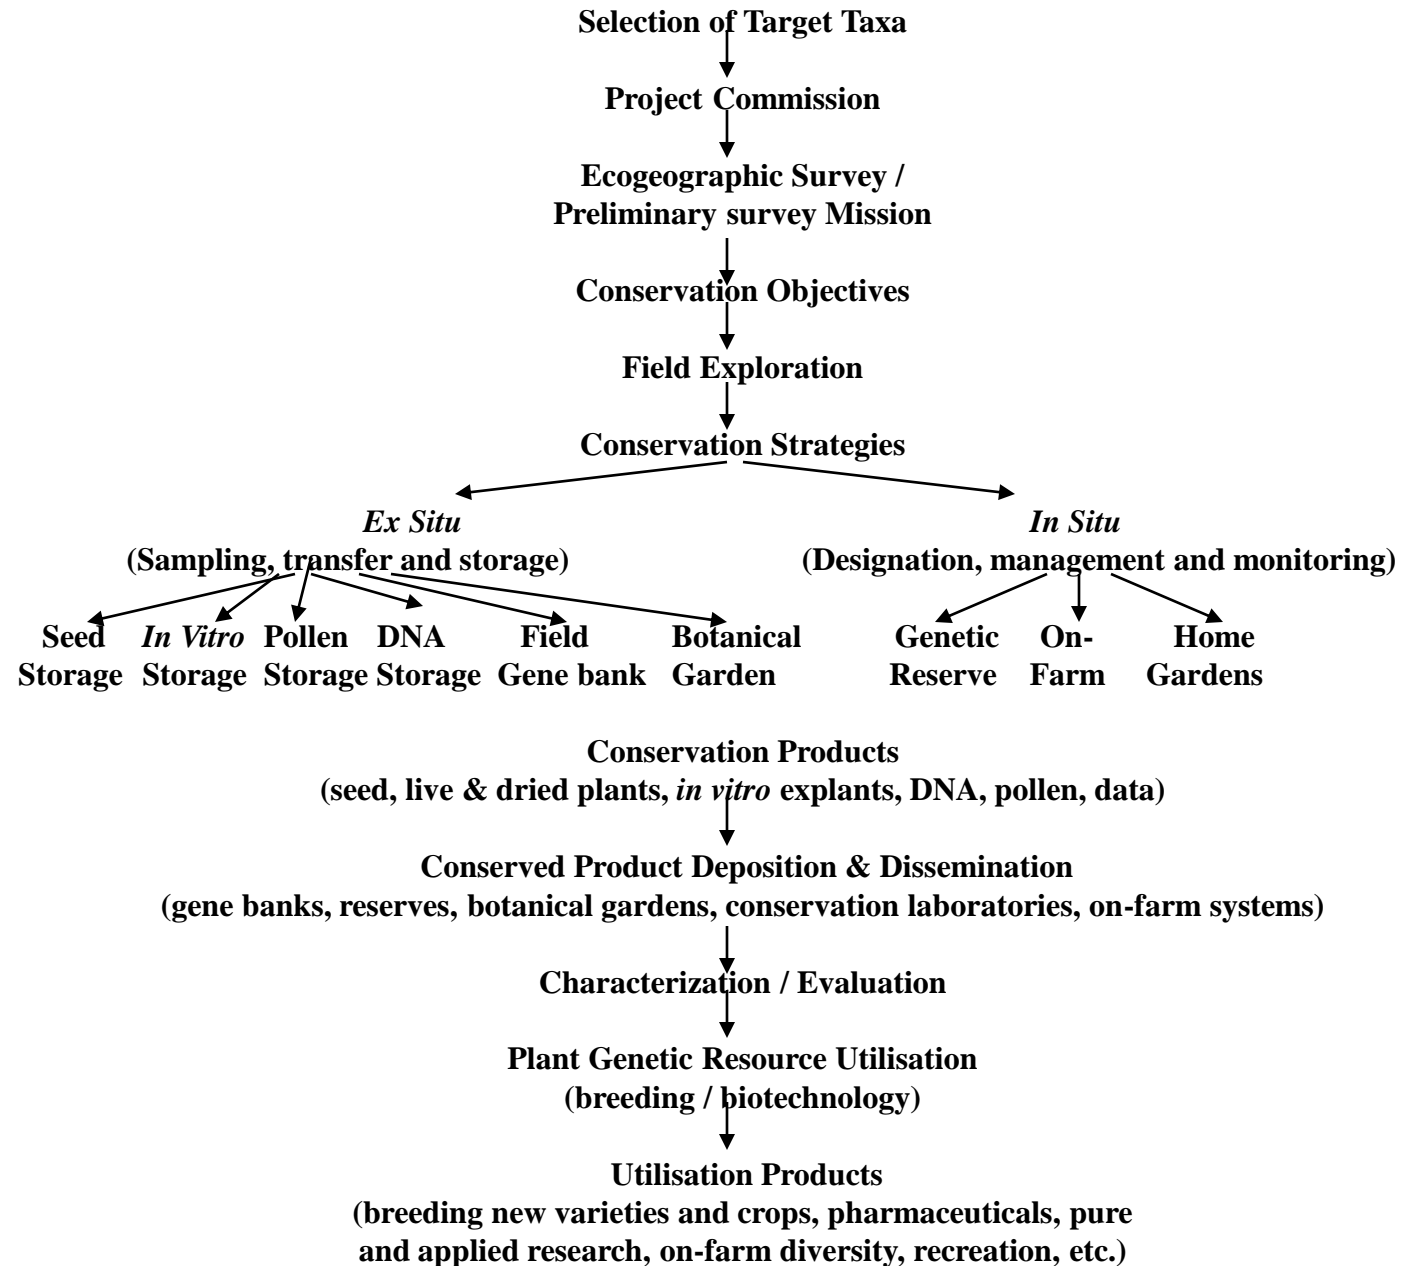 Selection of Target Taxa
Project Commission
Ecogeographic Survey /
Preliminary survey Mission
Conservation Objectives
Field Exploration
Conservation Strategies
Ex Situ
(Sampling, transfer and storage)
In Situ
(Designation, management and monitoring)
Seed
Storage
In Vitro
Storage
Pollen
Storage
DNA
Storage
Field
Gene bank
Botanical
Garden
Genetic
Reserve
On-
Farm
Home
Gardens
Conservation Products
(seed, live & dried plants, in vitro explants, DNA, pollen, data)
Conserved Product Deposition & Dissemination
(gene banks, reserves, botanical gardens, conservation laboratories, on-farm systems)
Characterization / Evaluation
Plant Genetic Resource Utilisation
(breeding / biotechnology)
Utilisation Products
(breeding new varieties and crops, pharmaceuticals, pure
and applied research, on-farm diversity, recreation, etc.)